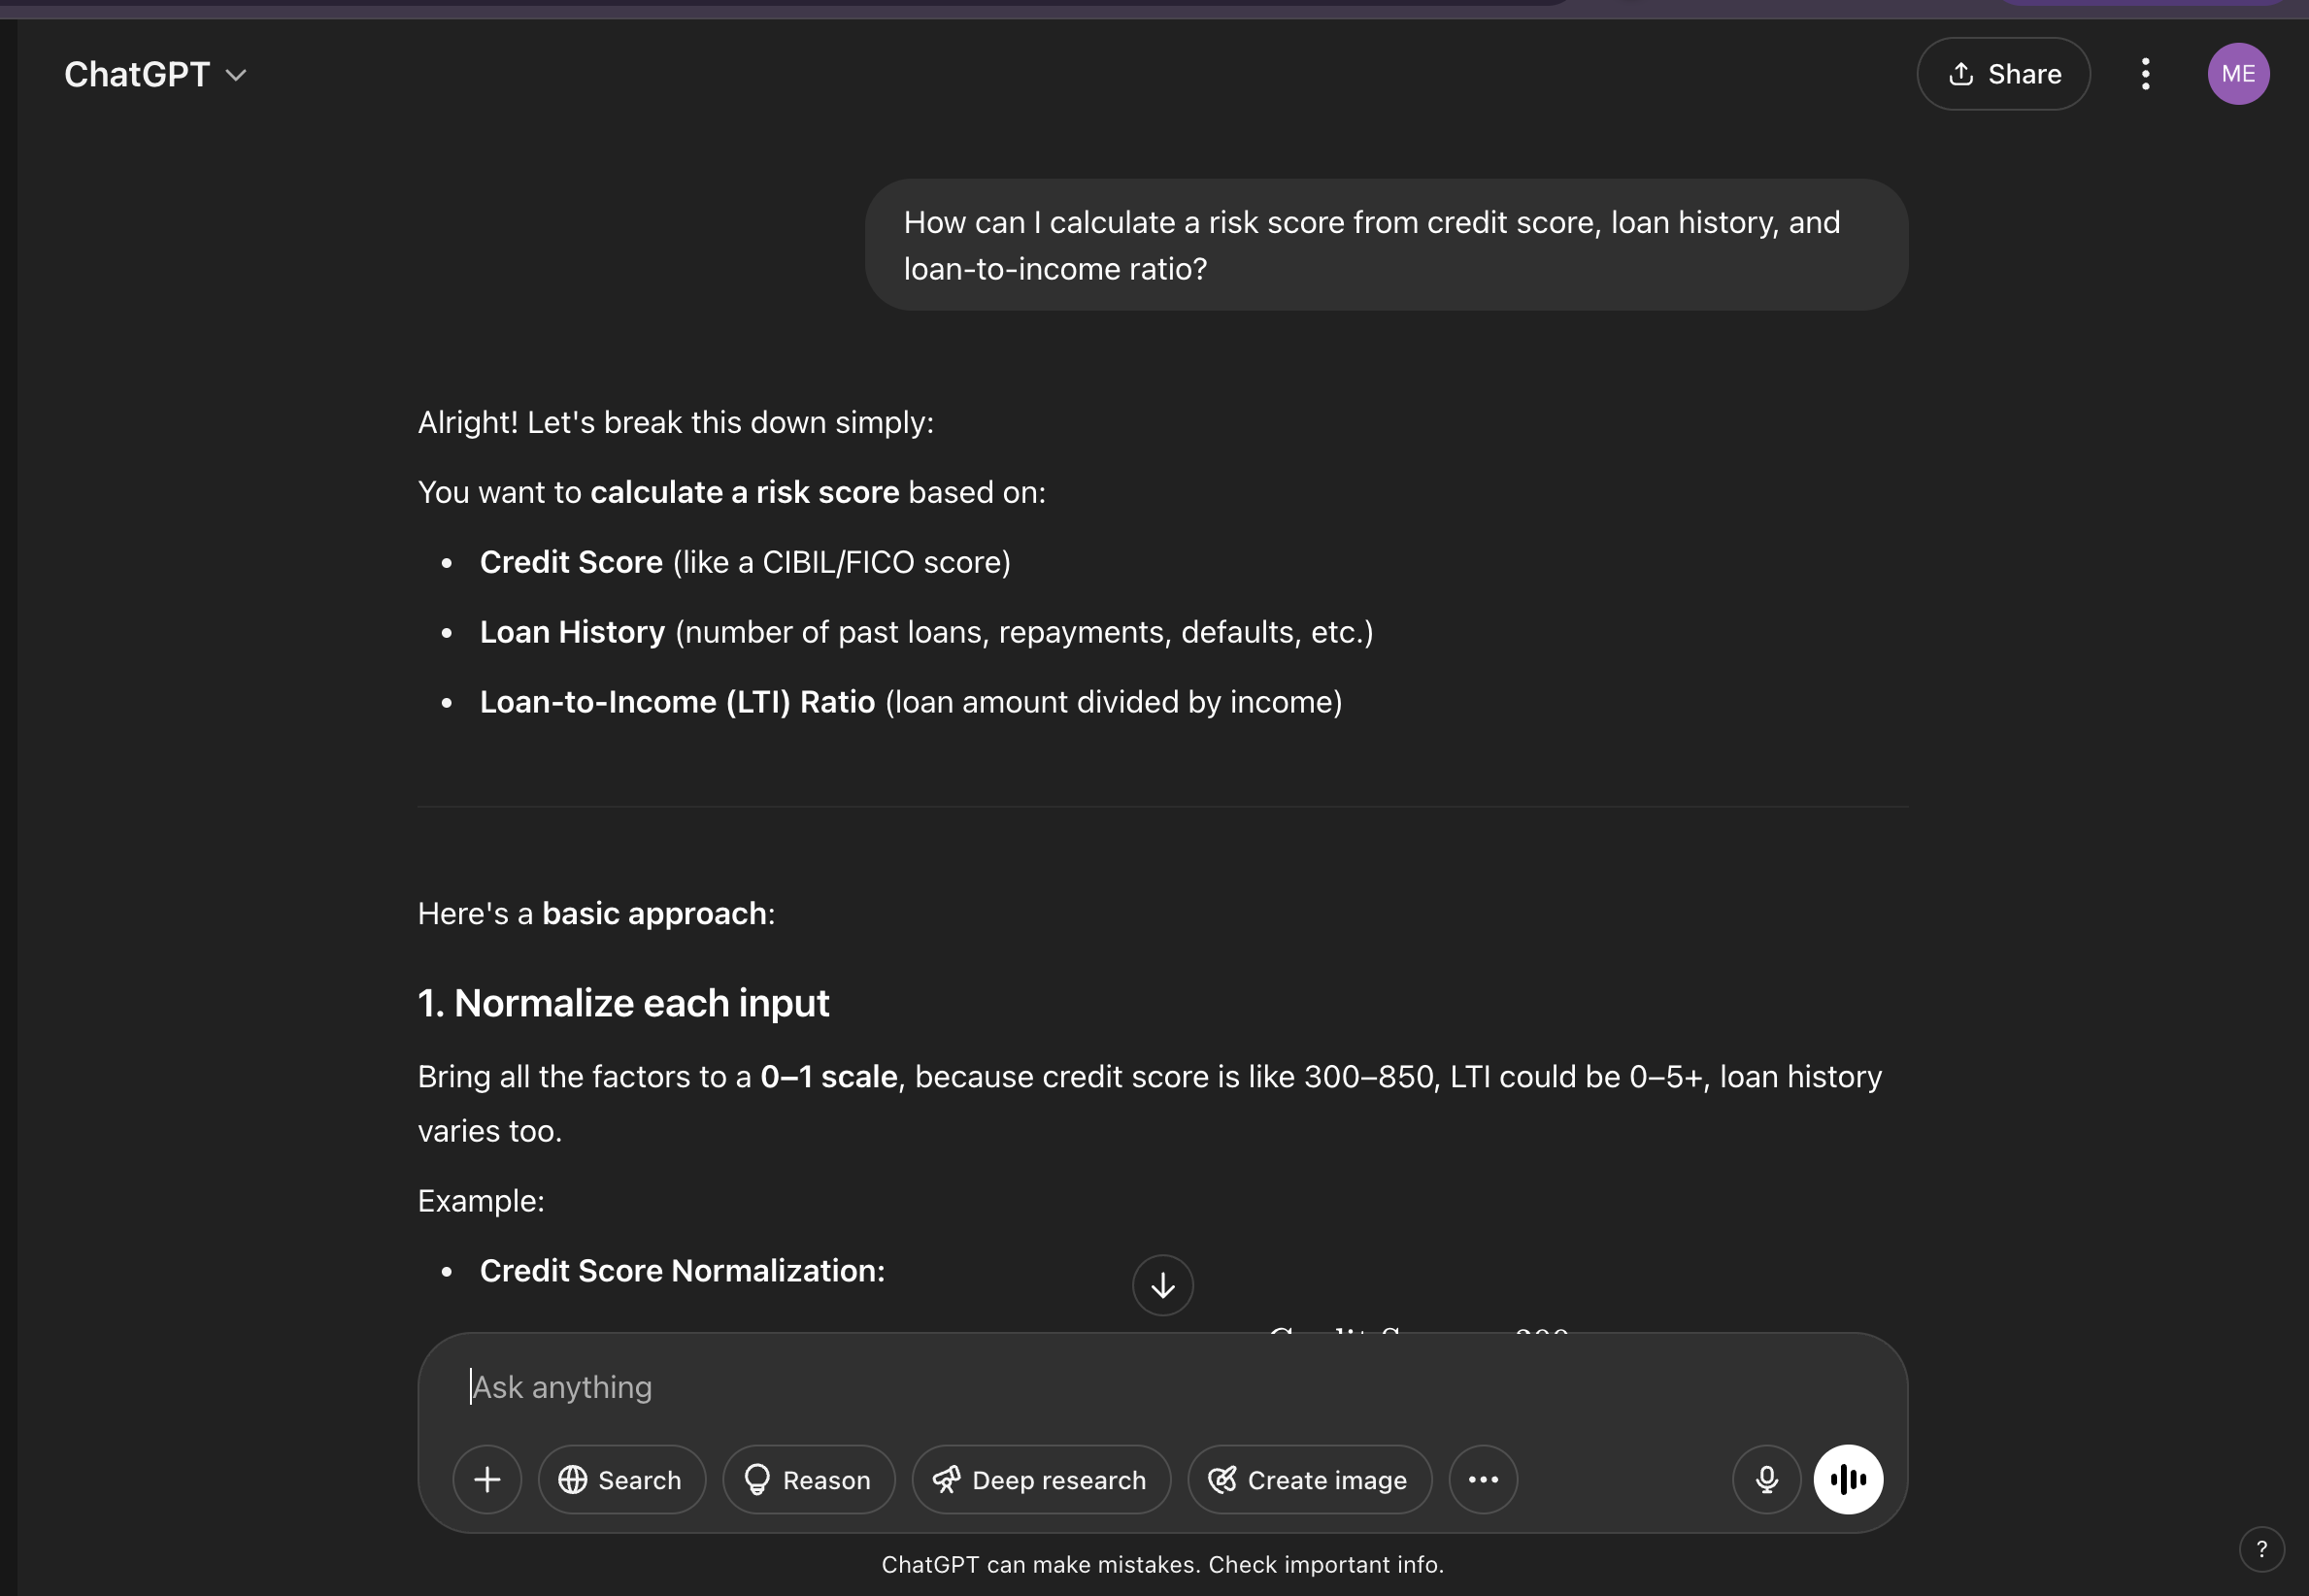 ChatGPT
Share
ME
How can I calculate a risk score from credit score, loan history, and
loan-to-income ratio?
Alright! Let's break this down simply:
You want to calculate a risk score based on:
• Credit Score (like a CIBIL/FICO score)
• Loan History (number of past loans, repayments, defaults, etc.)
• Loan-to-Income (LTI) Ratio (loan amount divided by income)
Here's a basic approach:
1. Normalize each input
Bring all the factors to a 0–1 scale, because credit score is like 300–850, LTI could be 0–5+, loan history
varies too.
Example:
• Credit Score Normalization:
Ask anything
Search Reason Deep research Create image
ChatGPT can make mistakes. Check important info.
?